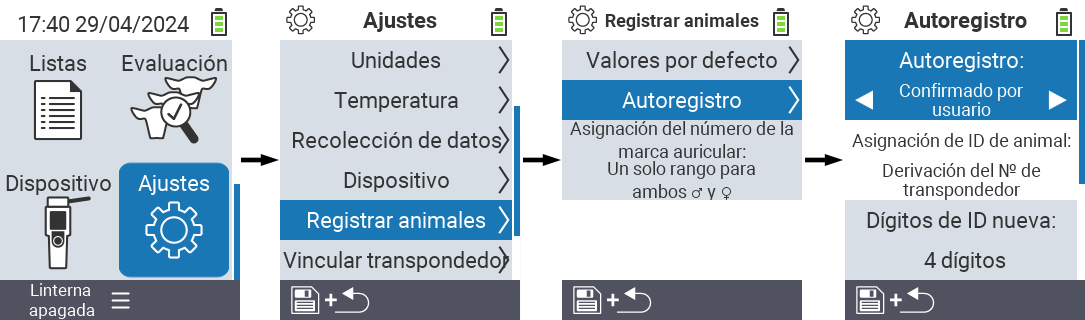 17:40 29/04/2024
Listas
Evaluación
Dispositivo
Ajustes
Linterna
apagada
Ajustes
Unidades
Temperatura
Recolección de datos
Dispositivo
Registrar animales
Vincular transpondedor
+
Registrar animales
Valores por defecto
Autoregistro
Asignación del número de la
marca auricular:
Un solo rango para
ambos ♂ y ♀
+
Autoregistro
Autoregistro:
Confirmado por
usuario
Asignación de ID de animal:
Derivación del Nº de
transpondedor
Dígitos de ID nueva:
4 dígitos
+